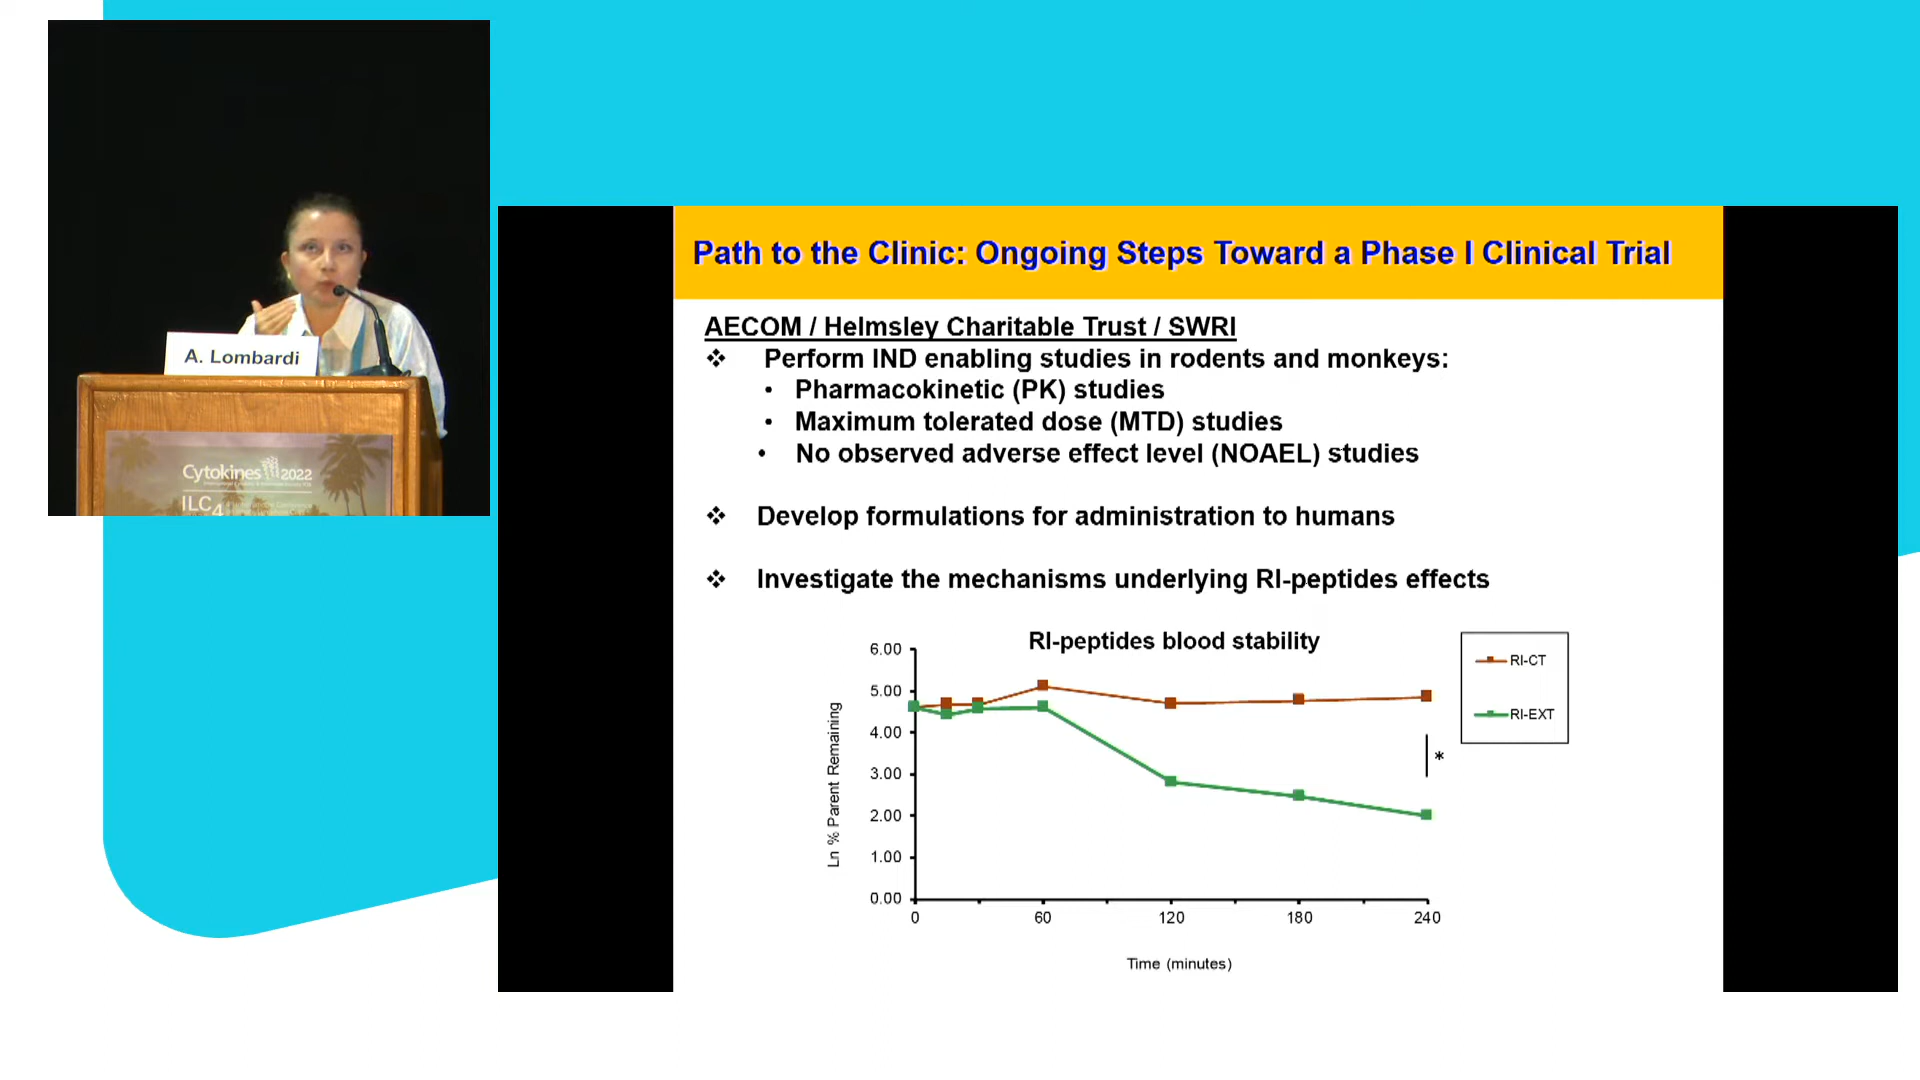 A. Lombardi
Cytokines 2022
ILC4
Path to the Clinic: Ongoing Steps Toward a Phase I Clinical Trial
AECOM / Helmsley Charitable Trust / SWRI
❖ Perform IND enabling studies in rodents and monkeys:
• Pharmacokinetic (PK) studies
• Maximum tolerated dose (MTD) studies
• No observed adverse effect level (NOAEL) studies
❖ Develop formulations for administration to humans
❖ Investigate the mechanisms underlying RI-peptides effects
RI-peptides blood stability
Ln % Parent Remaining
6.00
5.00
4.00
3.00
2.00
1.00
0.00
0 60 120 180 240
Time (minutes)
RI-CT
RI-EXT
*